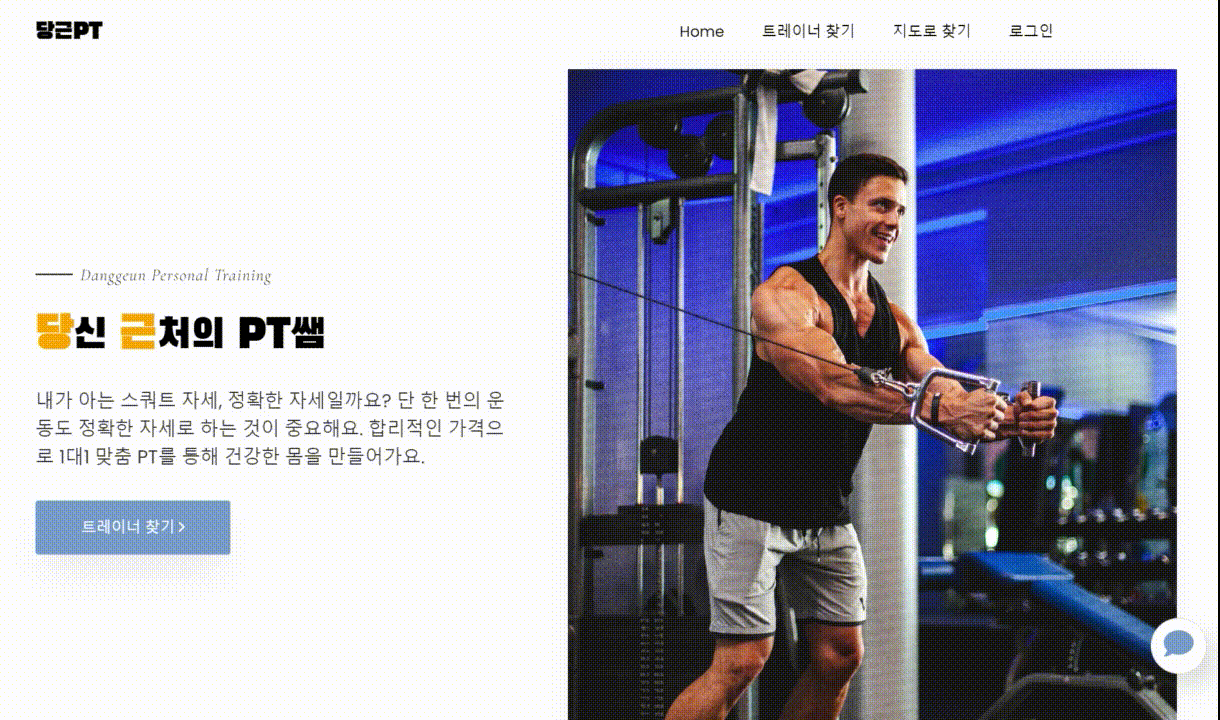 당근PT
Home 트레이너 찾기 지도로 찾기 로그인
Danggeun Personal Training
당신 근처의 PT쌤
내가 아는 스쿼트 자세, 정확한 자세일까요? 단 한 번의 운
동도 정확한 자세로 하는 것이 중요해요. 합리적인 가격으
로 1대1 맞춤 PT를 통해 건강한 몸을 만들어가요.
트레이너 찾기 >